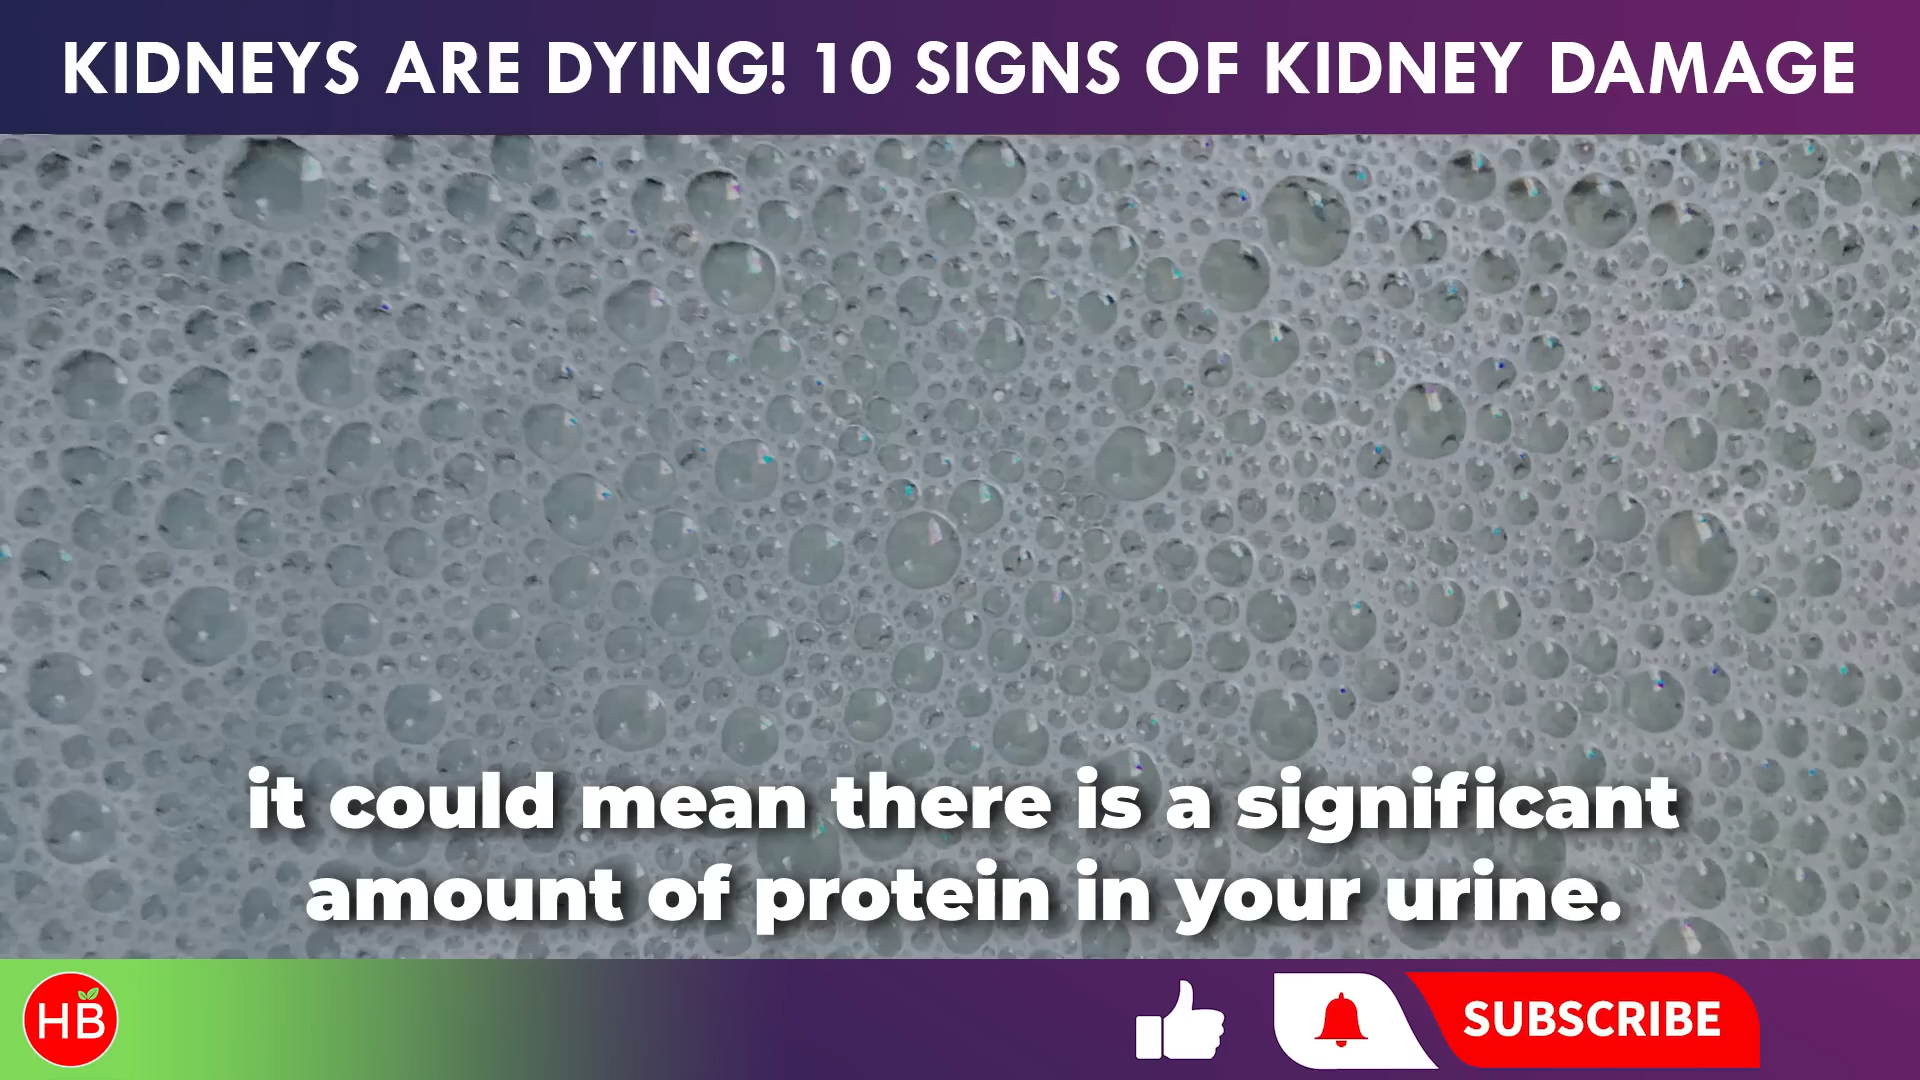 KIDNEYS ARE DYING! 10 SIGNS OF KIDNEY DAMAGE
it could mean there is a significant
amount of protein in your urine.
HB
SUBSCRIBE